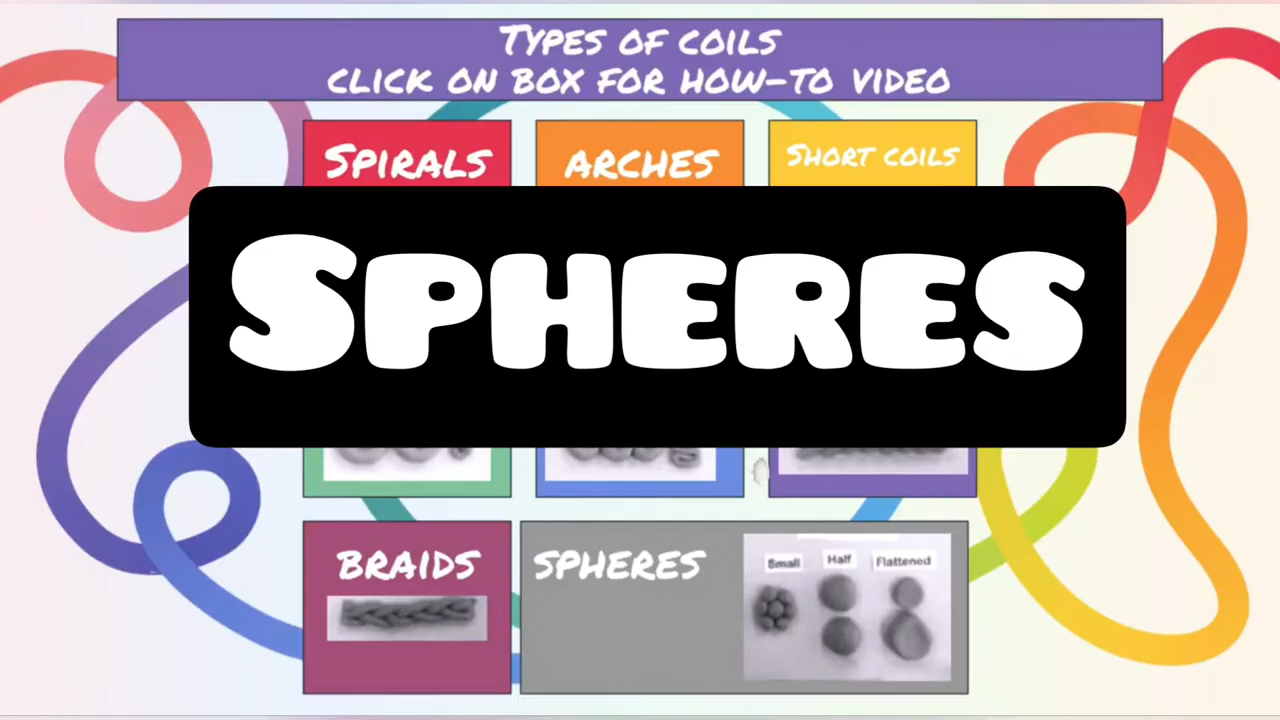 Types of coils
click on box for how-to video
Spirals
arches
Short coils
Spheres
braids
spheres
Small
Half
Flattened